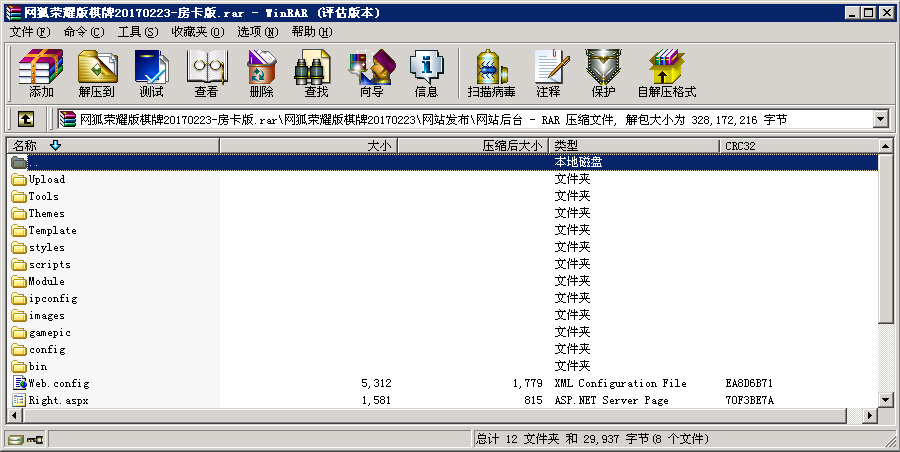 网狐荣耀版棋牌20170223-房卡版.rar - WinRAR (评估版本)
文件(F) 命令(C) 工具(S) 收藏夹(O) 选项(N) 帮助(H)
添加 解压到 测试 查看 删除 查找 向导 信息 扫描病毒 注释 保护 自解压格式
网狐荣耀版棋牌20170223-房卡版.rar\网狐荣耀版棋牌20170223\网站发布\网站后台 - RAR 压缩文件, 解包大小为 328,172,216 字节
名称 大小 压缩后大小 类型 CRC32
.. 本地磁盘
Upload 文件夹
Tools 文件夹
Themes 文件夹
Template 文件夹
styles 文件夹
scripts 文件夹
Module 文件夹
ipconfig 文件夹
images 文件夹
gamepic 文件夹
config 文件夹
bin 文件夹
Web.config 5,312 1,779 XML Configuration File EA8D6B71
Right.aspx 1,581 815 ASP.NET Server Page 70F3BE7A
总计 12 文件夹 和 29,937 字节(8 个文件)